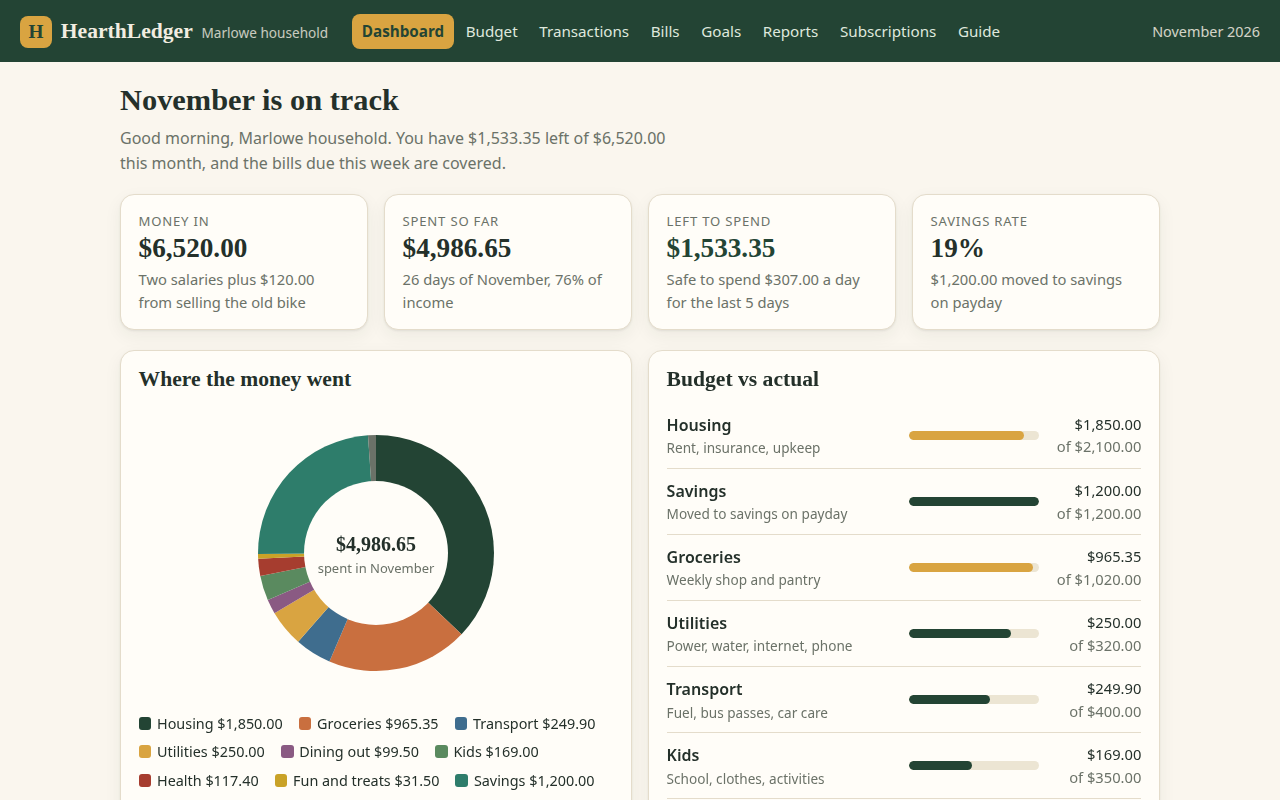 H HearthLedger Marlowe household Dashboard Budget Transactions Bills Goals Reports Subscriptions Guide November 2026
November is on track
Good morning, Marlowe household. You have $1,533.35 left of $6,520.00
this month, and the bills due this week are covered.
MONEY IN
$6,520.00
Two salaries plus $120.00
from selling the old bike
SPENT SO FAR
$4,986.65
26 days of November, 76% of
income
LEFT TO SPEND
$1,533.35
Safe to spend $307.00 a day
for the last 5 days
SAVINGS RATE
19%
$1,200.00 moved to savings
on payday
Where the money went
$4,986.65
spent in November
Housing $1,850.00 Groceries $965.35 Transport $249.90
Utilities $250.00 Dining out $99.50 Kids $169.00
Health $117.40 Fun and treats $31.50 Savings $1,200.00
Budget vs actual
Housing $1,850.00
Rent, insurance, upkeep of $2,100.00
Savings $1,200.00
Moved to savings on payday of $1,200.00
Groceries $965.35
Weekly shop and pantry of $1,020.00
Utilities $250.00
Power, water, internet, phone of $320.00
Transport $249.90
Fuel, bus passes, car care of $400.00
Kids $169.00
School, clothes, activities of $350.00